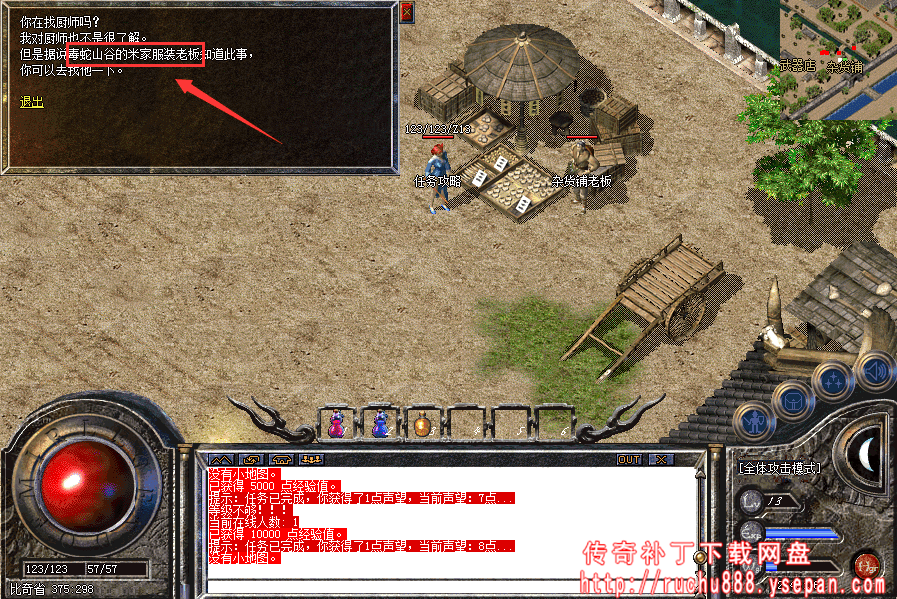 你在找厨师吗？
我对厨师也不是很了解。
但是据说毒蛇山谷的米家服装老板知道此事，
你可以去找他一下。
退出
武器店 杂货铺
123/123/Z13
任务攻略 杂货铺老板
OUT
没有小地图。
已获得 5000 点经验值。
提示：任务已完成，你获得了1点声望，当前声望：7点...
等级不够！！！
当前在线人数：1
已获得 10000 点经验值。
提示：任务已完成，你获得了1点声望，当前声望：8点...
没有小地图。
[全体攻击模式]
13
123/123 57/57
比奇省 375:298
传奇补丁下载网盘
http://ruchu888.ysepan.com